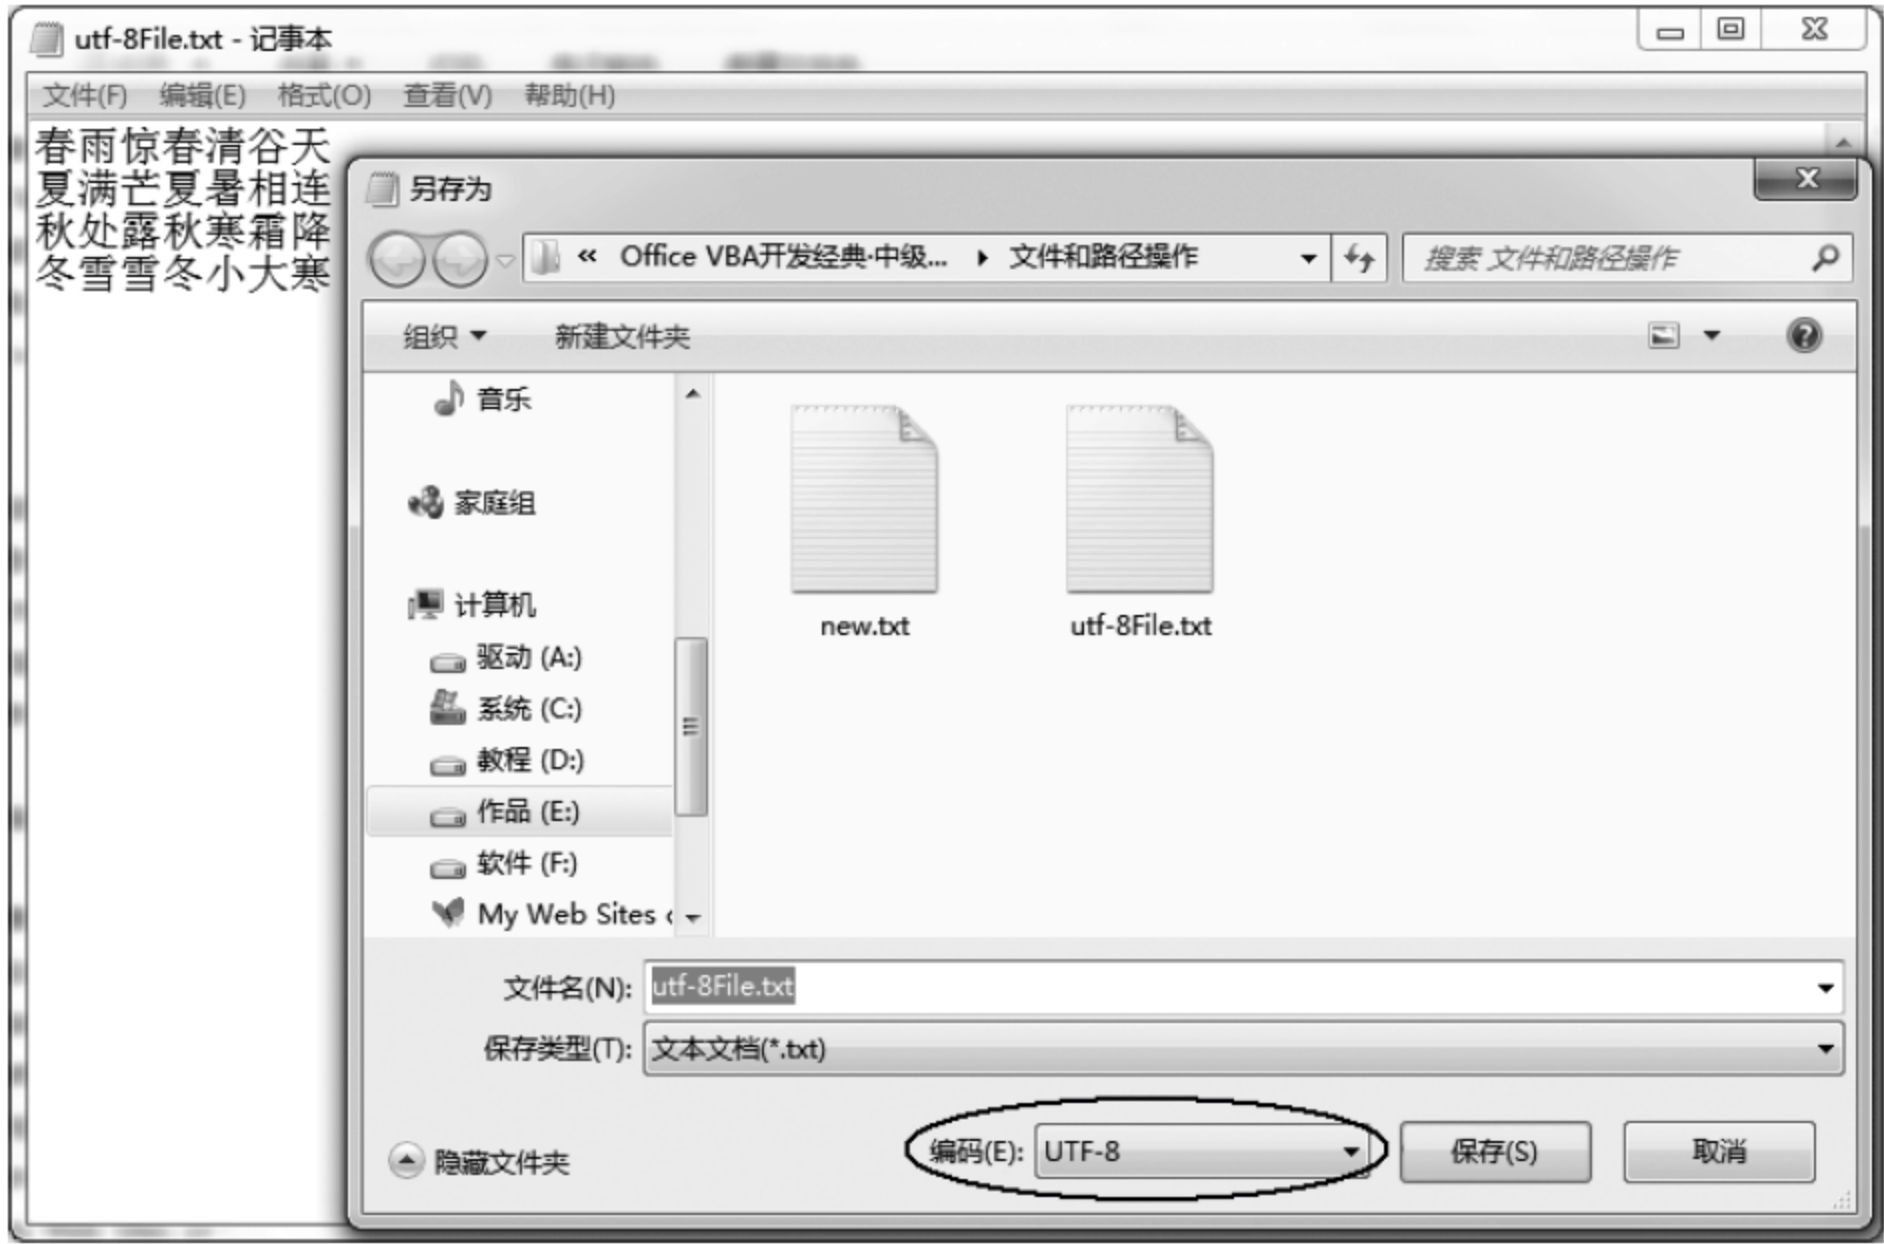 utf-8File.txt - 记事本
文件(F) 编辑(E) 格式(O) 查看(V) 帮助(H)
春雨惊春清谷天
夏满芒夏暑相连
秋处露秋寒霜降
冬雪雪冬小大寒
另存为
« Office VBA开发经典·中级... 文件和路径操作
搜索 文件和路径操作
组织 新建文件夹
音乐
家庭组
计算机
驱动 (A:)
系统 (C:)
教程 (D:)
作品 (E:)
软件 (F:)
My Web Sites
new.txt
utf-8File.txt
文件名(N): utf-8File.txt
保存类型(T): 文本文档(*.txt)
隐藏文件夹
编码(E): UTF-8
保存(S)
取消